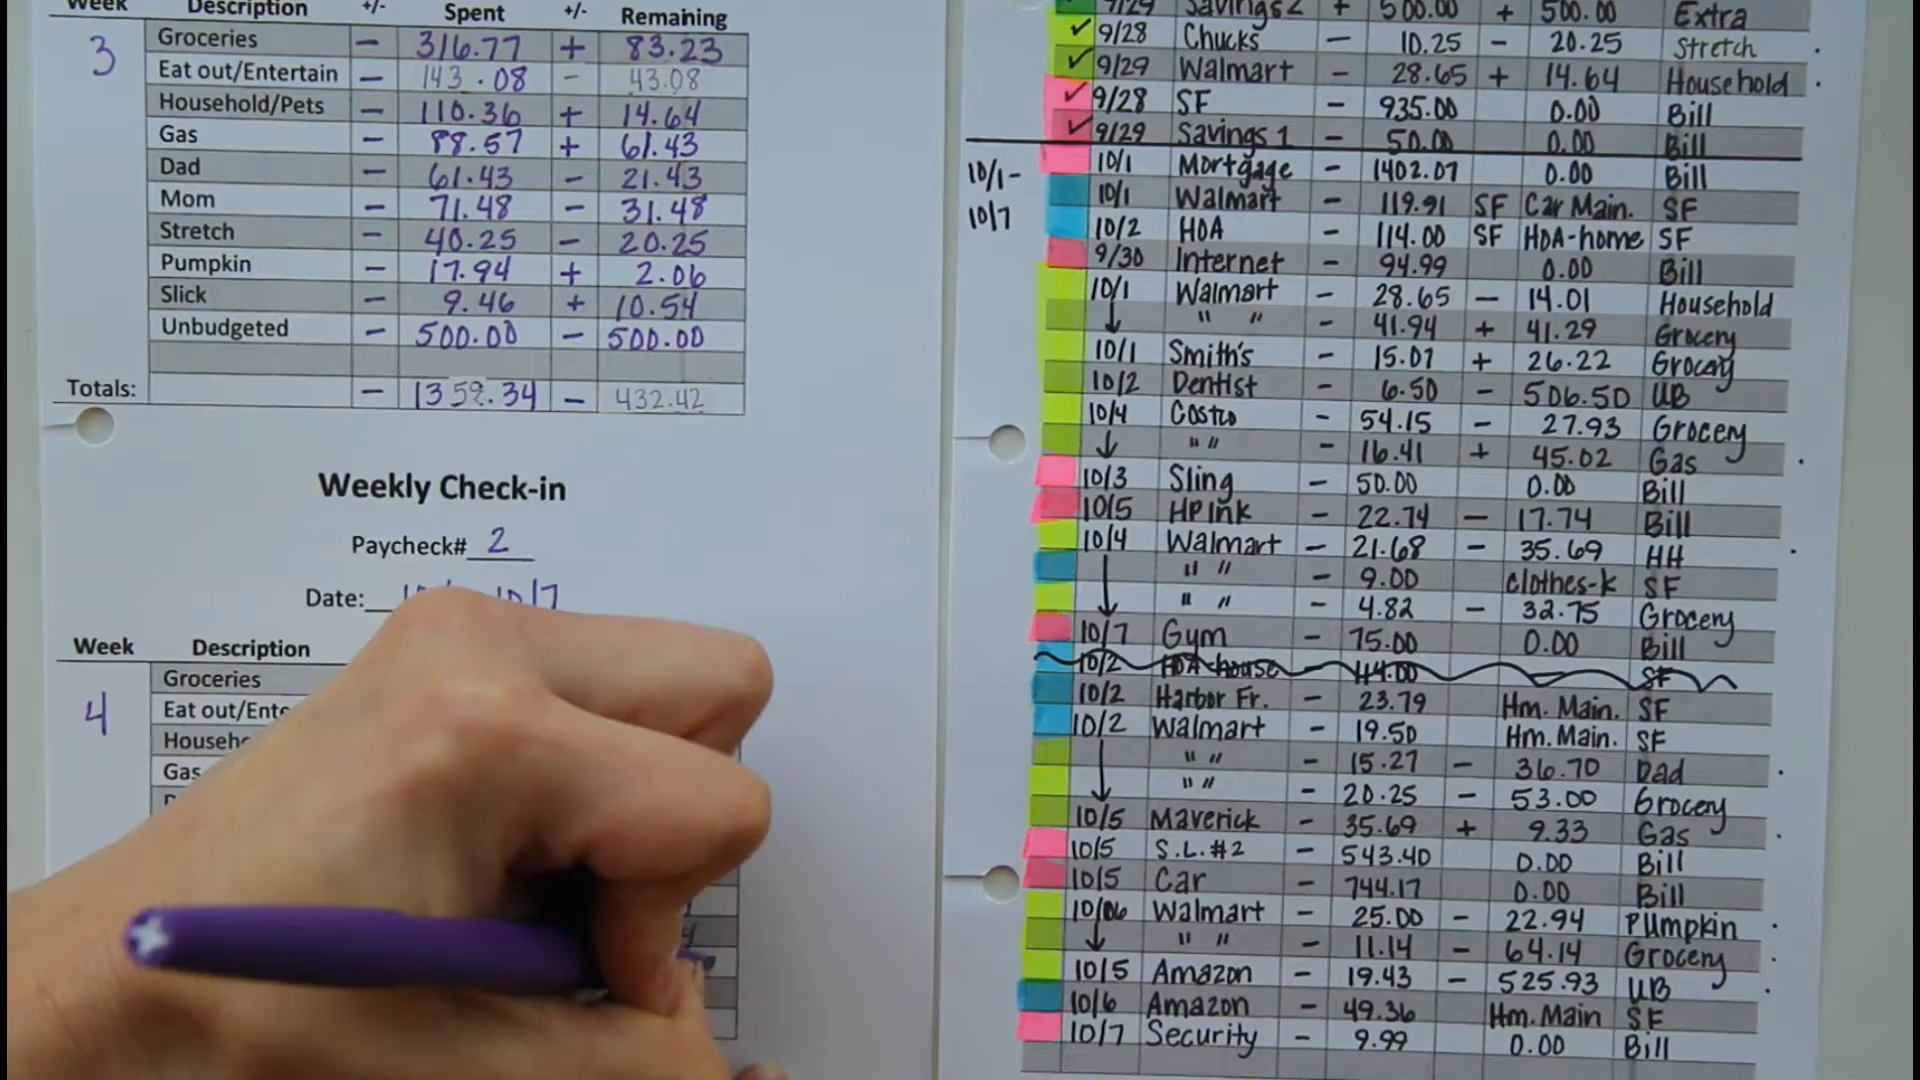 Week Description +/- Spent +/- Remaining
3 Groceries - 316.77 + 83.23
Eat out/Entertain - 143.08 - 43.08
Household/Pets - 110.36 + 14.64
Gas - 88.57 + 61.43
Dad - 61.43 - 21.43
Mom - 71.48 - 31.48
Stretch - 40.25 - 20.25
Pumpkin - 17.94 + 2.06
Slick - 9.46 + 10.54
Unbudgeted - 500.00 - 500.00
Totals: - 1359.34 - 432.42
Weekly Check-in
Paycheck# 2
Date: 10/7
Week Description
4 Groceries
Eat out/Ente
Househo
Gas
9/29 Savings 2 + 500.00 + 500.00 Extra
✓ 9/28 Chucks - 10.25 - 20.25 Stretch
✓ 9/29 Walmart - 28.65 + 14.64 Household
✓ 9/28 SF - 935.00 0.00 Bill
✓ 9/29 Savings 1 - 50.00 0.00 Bill
10/1-
10/7
10/1 Mortgage - 1402.07 0.00 Bill
10/1 Walmart - 119.91 SF Car Main. SF
10/2 HOA - 114.00 SF HOA-home SF
9/30 Internet - 94.99 0.00 Bill
10/1 Walmart - 28.65 - 14.01 Household
↓ " " - 41.94 + 41.29 Grocery
10/1 Smith's - 15.07 + 26.22 Grocery
10/2 Dentist - 6.50 - 506.50 UB
10/4 Costco - 54.15 - 27.93 Grocery
↓ " " - 16.41 + 45.02 Gas
10/3 Sling - 50.00 0.00 Bill
10/5 HP Ink - 22.74 - 17.74 Bill
10/4 Walmart - 21.68 - 35.69 HH
" " - 9.00 clothes-k SF
↓ " " - 4.82 - 32.75 Grocery
10/7 Gym - 75.00 0.00 Bill
10/2 HOA-house - 114.00 SF
10/2 Harbor Fr. - 23.79 Hm. Main. SF
10/2 Walmart - 19.50 Hm. Main. SF
" " - 15.27 - 36.70 Dad
↓ " " - 20.25 - 53.00 Grocery
10/5 Maverick - 35.69 + 9.33 Gas
10/5 S.L. #2 - 543.40 0.00 Bill
10/5 Car - 744.17 0.00 Bill
10/06 Walmart - 25.00 - 22.94 Pumpkin
↓ " " - 11.14 - 64.14 Grocery
10/5 Amazon - 19.43 - 525.93 UB
10/6 Amazon - 49.36 Hm. Main SF
10/7 Security - 9.99 0.00 Bill